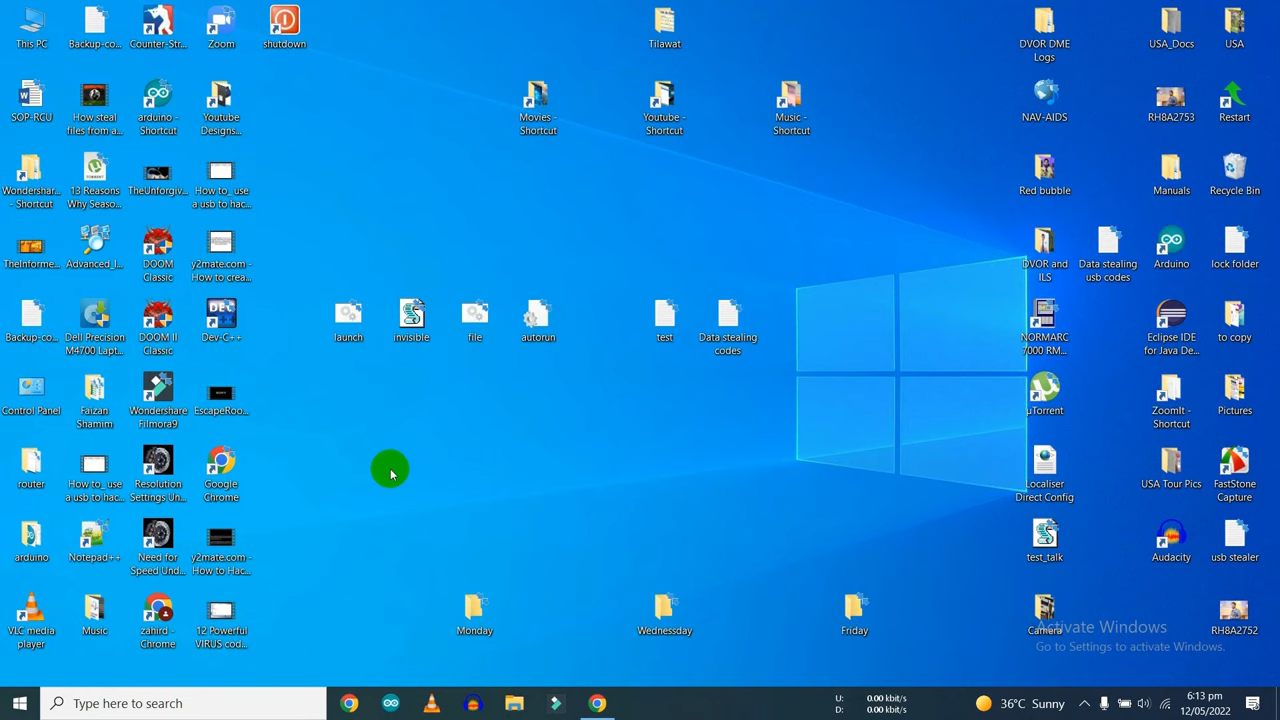 This PC
Backup-co...
Counter-Str...
Zoom
shutdown
Tilawat
DVOR DME
Logs
USA_Docs
USA
SOP-RCU
How steal
files from a...
arduino -
Shortcut
Youtube
Designs...
Movies -
Shortcut
Youtube -
Shortcut
Music -
Shortcut
NAV-AIDS
RH8A2753
Restart
Wondershar...
- Shortcut
13 Reasons
Why Seaso...
TheUnforgiv...
How to_ use
a usb to hac...
Red bubble
Manuals
Recycle Bin
TheInforme...
Advanced_I...
DOOM
Classic
y2mate.com -
How to crea...
DVOR and
ILS
Data stealing
usb codes
Arduino
lock folder
Backup-co...
Dell Precision
M4700 Lapt...
DOOM II
Classic
DEV
Dev-C++
launch
invisible
file
autorun
test
Data stealing
codes
NORMARC
7000 RM...
Eclipse IDE
for Java De...
to copy
Control Panel
Faizan
Shamim
Wondershare
Filmora9
EscapeRoo...
µTorrent
ZoomIt -
Shortcut
Pictures
router
How to_ use
a usb to hac...
Resolution
Settings Un...
Google
Chrome
Localiser
Direct Config
USA Tour Pics
FastStone
Capture
arduino
Notepad++
Need for
Speed Und...
y2mate.com -
How to Hac...
test_talk
Audacity
usb stealer
VLC media
player
Music
zahird -
Chrome
12 Powerful
VIRUS cod...
Monday
Wednesday
Friday
Camera
RH8A2752
Activate Windows
Go to Settings to activate Windows.
Type here to search
U: 0.00 kbit/s
D: 0.00 kbit/s
36°C Sunny
6:13 pm
12/05/2022